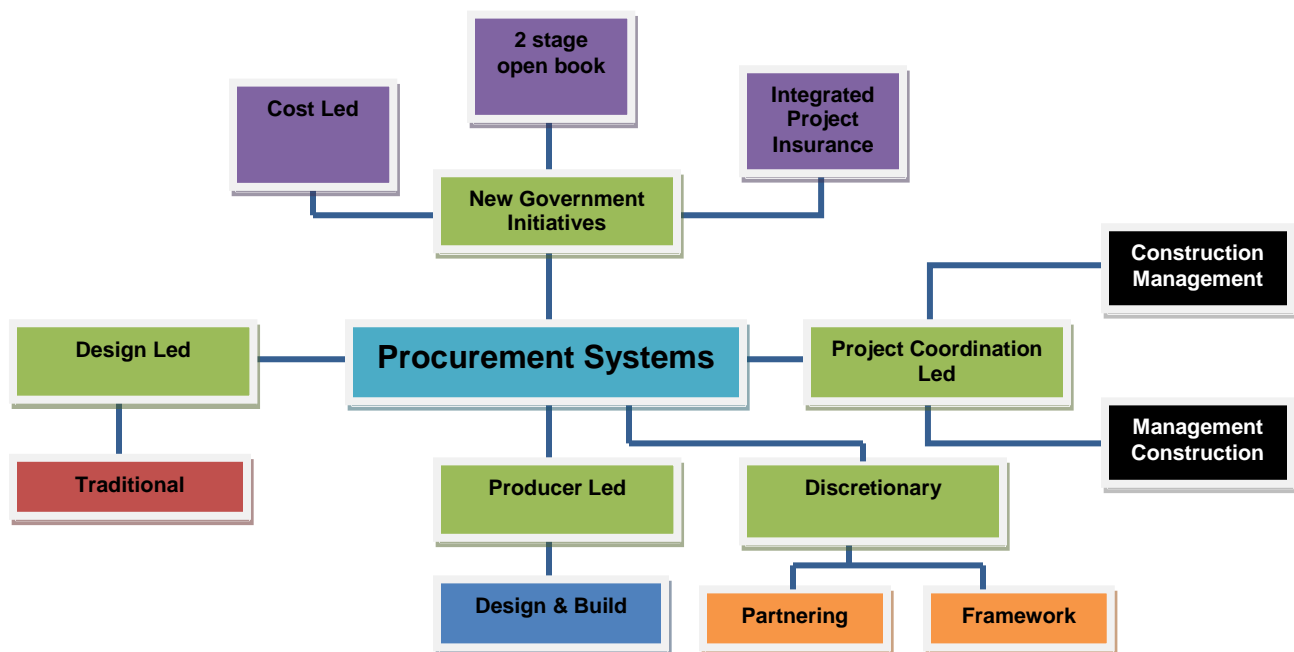 2 stage
open book
Cost Led
Integrated
Project
Insurance
New Government
Initiatives
Construction
Management
Design Led
Procurement Systems
Project Coordination
Led
Management
Construction
Traditional
Producer Led
Discretionary
Design & Build
Partnering
Framework